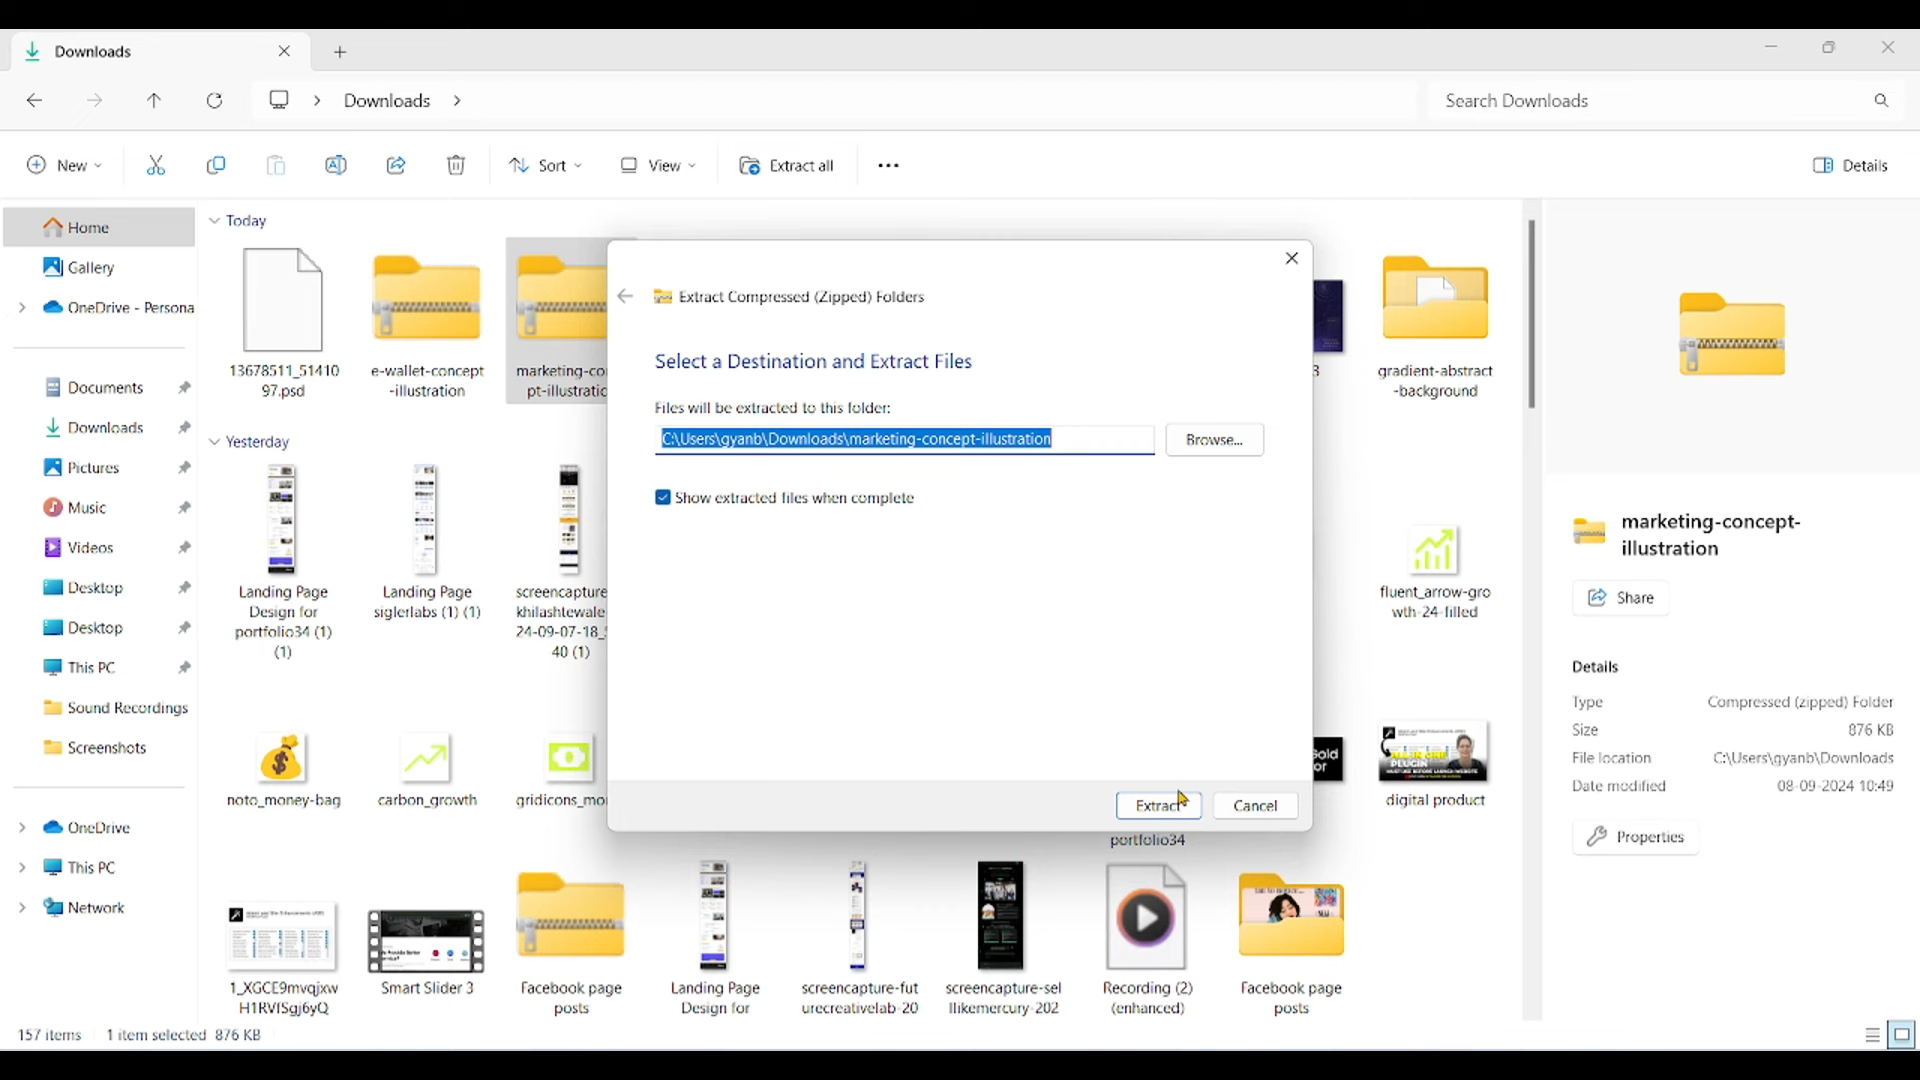 Downloads
Downloads
Search Downloads
New
Sort
View
Extract all
Details
Home
Gallery
OneDrive - Persona
Documents
Downloads
Pictures
Music
Videos
Desktop
Desktop
This PC
Sound Recordings
Screenshots
OneDrive
This PC
Network
Today
13678511_51410
97.psd
e-wallet-concept
-illustration
marketing-co
pt-illustratio
3
gradient-abstract
-background
Yesterday
Landing Page
Design for
portfolio34 (1)
(1)
Landing Page
siglerlabs (1) (1)
screencapture
khilashtewale
24-09-07-18_
40 (1)
fluent_arrow-gro
wth-24-filled
noto_money-bag
carbon_growth
gridicons_mo
portfolio34
digital product
1_XGCE9mvqjxw
H1RVfSgj6yQ
Smart Slider 3
Facebook page
posts
Landing Page
Design for
screencapture-fut
urecreativelab-20
screencapture-sel
llikemercury-202
Recording (2)
(enhanced)
Facebook page
posts
Extract Compressed (Zipped) Folders
Select a Destination and Extract Files
Files will be extracted to this folder:
C:\Users\gyanb\Downloads\marketing-concept-illustration
Browse...
Show extracted files when complete
Extract
Cancel
marketing-concept-
illustration
Share
Details
Type Compressed (zipped) Folder
Size 876 KB
File location C:\Users\gyanb\Downloads
Date modified 08-09-2024 10:49
Properties
157 items 1 item selected 876 KB